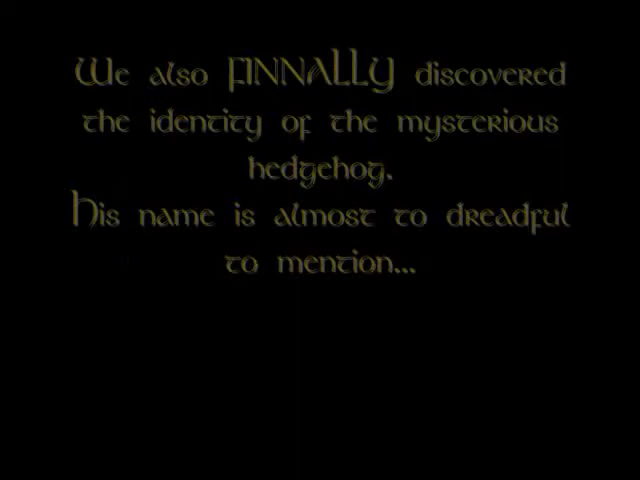 We also FINNALLY discovered
the identity of the mysterious
hedgehog.
His name is almost to dreadful
to mention...